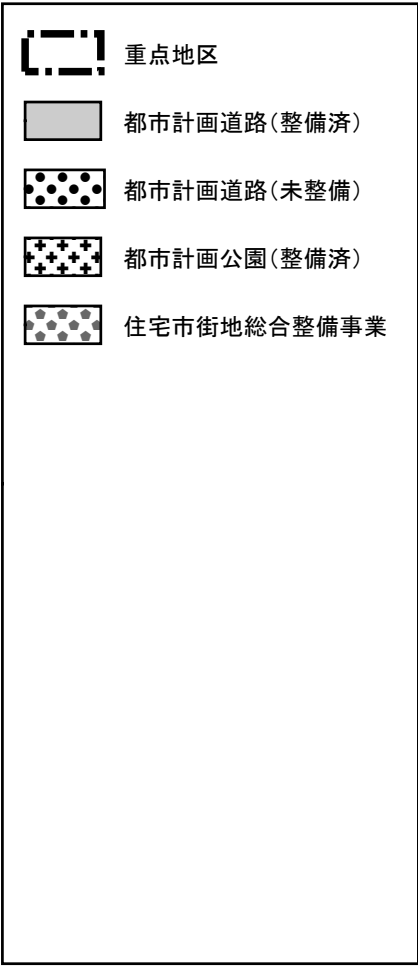 重点地区
都市計画道路(整備済)
都市計画道路(未整備)
都市計画公園(整備済)
住宅市街地総合整備事業